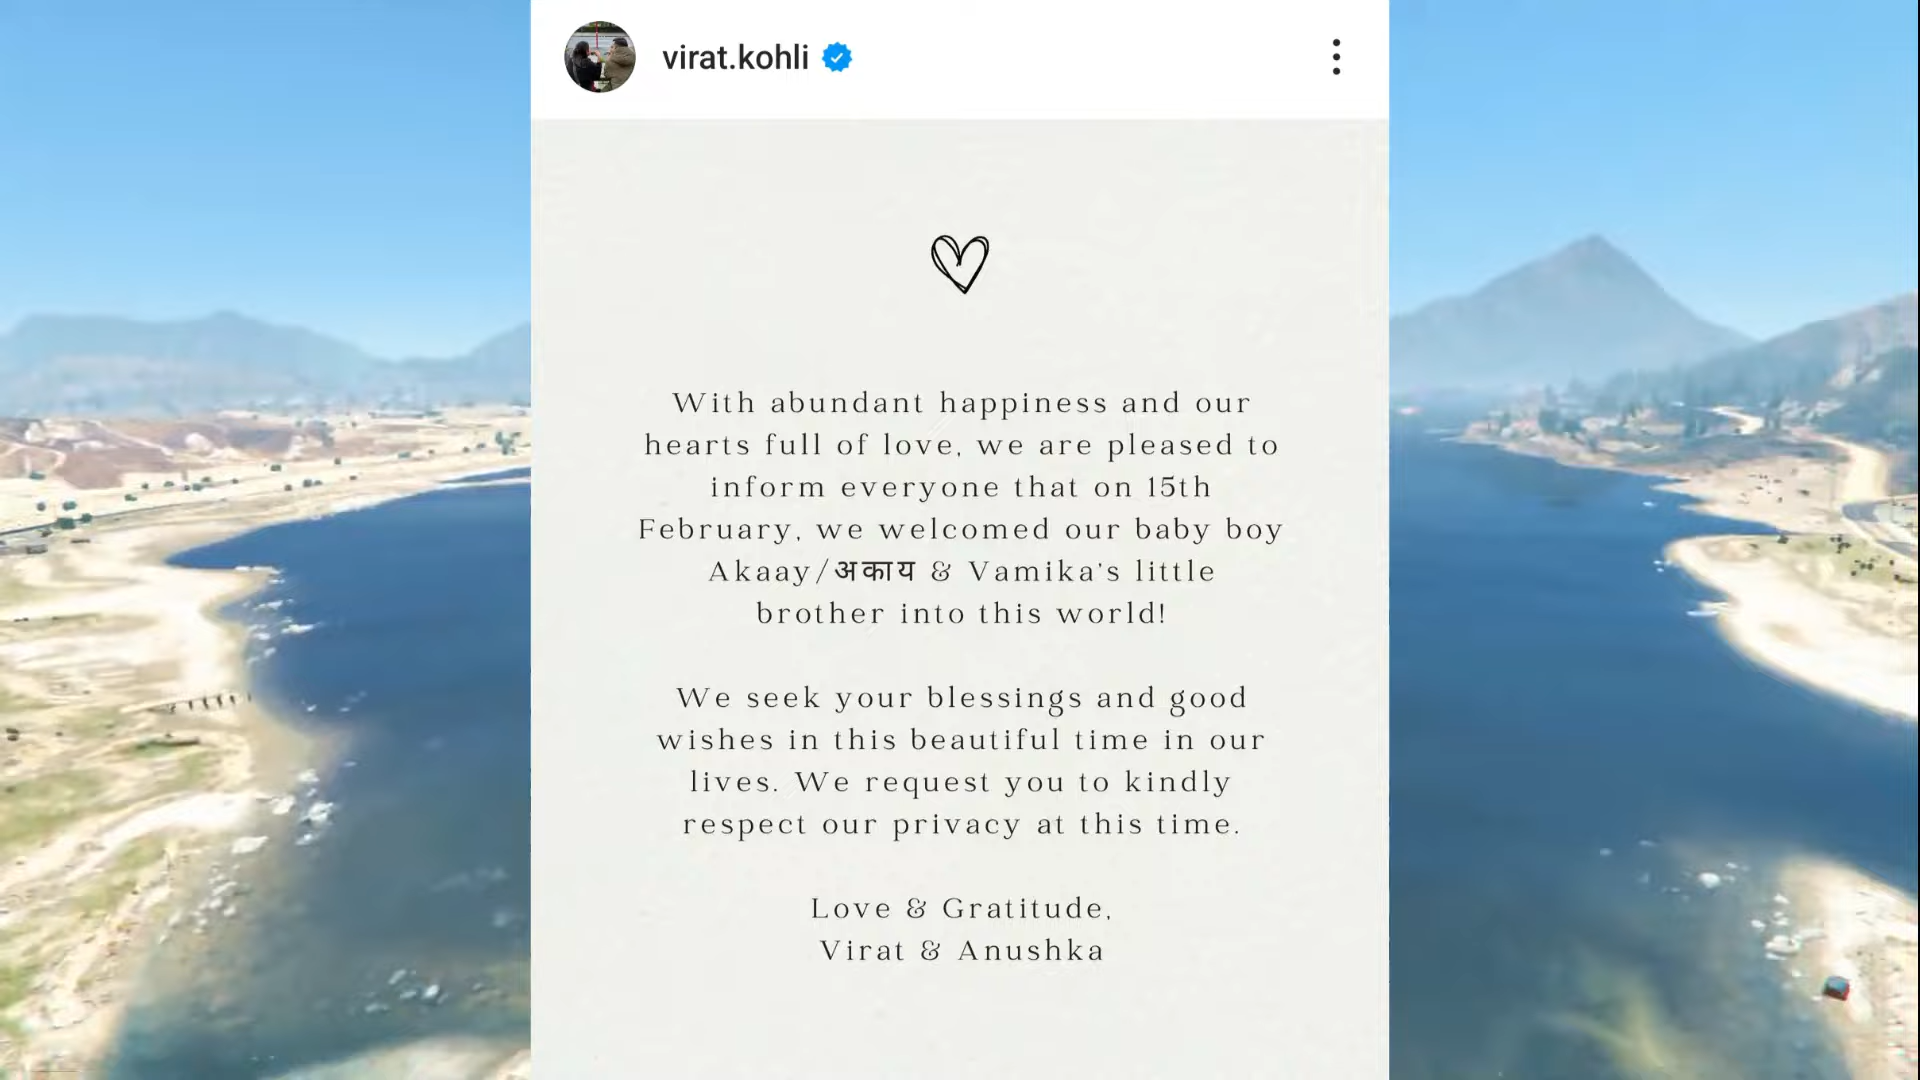 virat.kohli
With abundant happiness and our
hearts full of love, we are pleased to
inform everyone that on 15th
February, we welcomed our baby boy
Akaay/अकाय & Vamika's little
brother into this world!
We seek your blessings and good
wishes in this beautiful time in our
lives. We request you to kindly
respect our privacy at this time.
Love & Gratitude,
Virat & Anushka